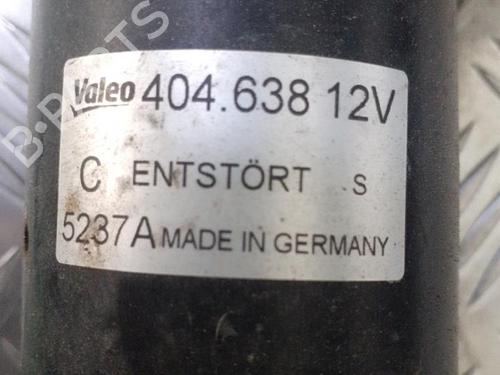 Valeo 404.638 12V
C ENTSTÖRT S
5237A MADE IN GERMANY
B-PARTS